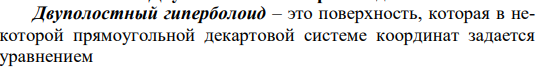 Двуполостный гиперболоид – это поверхность, которая в не-
которой прямоугольной декартовой системе координат задается
уравнением